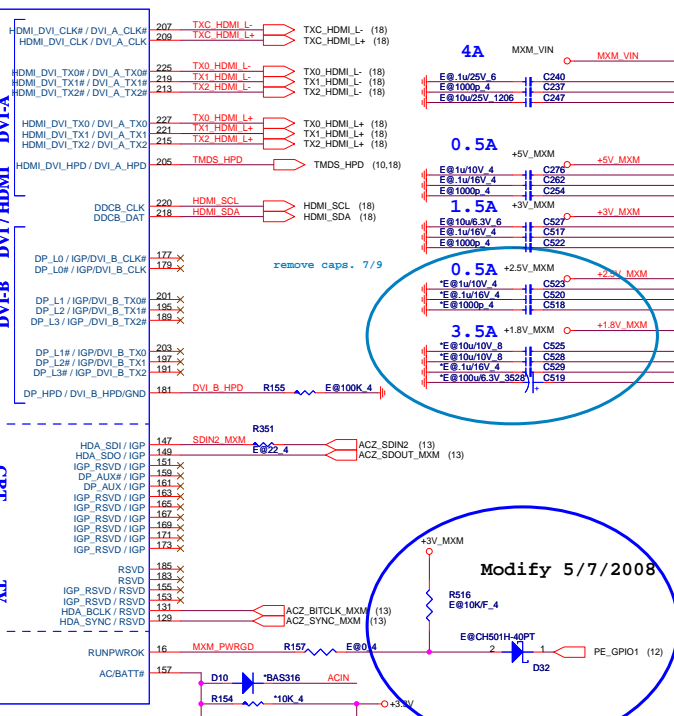 HDMI_DVI_CLK# / DVI_A_CLK# 207 TXC_HDMI_L- TXC_HDMI_L- (18)
HDMI_DVI_CLK / DVI_A_CLK 209 TXC_HDMI_L+ TXC_HDMI_L+ (18)
HDMI_DVI_TX0# / DVI_A_TX0# 225 TX0_HDMI_L- TX0_HDMI_L- (18)
HDMI_DVI_TX1# / DVI_A_TX1# 219 TX1_HDMI_L- TX1_HDMI_L- (18)
HDMI_DVI_TX2# / DVI_A_TX2# 213 TX2_HDMI_L- TX2_HDMI_L- (18)
HDMI_DVI_TX0 / DVI_A_TX0 227 TX0_HDMI_L+ TX0_HDMI_L+ (18)
HDMI_DVI_TX1 / DVI_A_TX1 221 TX1_HDMI_L+ TX1_HDMI_L+ (18)
HDMI_DVI_TX2 / DVI_A_TX2 215 TX2_HDMI_L+ TX2_HDMI_L+ (18)
HDMI_DVI_HPD / DVI_A_HPD 205 TMDS_HPD TMDS_HPD (10,18)
DDCB_CLK 220 HDMI_SCL HDMI_SCL (18)
DDCB_DAT 218 HDMI_SDA HDMI_SDA (18)
DP_L0 / IGP/DVI_B_CLK# 177
DP_L0# / IGP/DVI_B_CLK 179
DP_L1 / IGP/DVI_B_TX0# 201
DP_L2 / IGP/DVI_B_TX1# 195
DP_L3 / IGP_/DVI_B_TX2# 189
DP_L1# / IGP/DVI_B_TX0 203
DP_L2# / IGP/DVI_B_TX1 197
DP_L3# / IGP_DVI_B_TX2 191
DP_HPD / DVI_B_HPD/GND 181 DVI_B_HPD R155 E@100K_4
DVI-A
DVI / HDMI
DVI-B
remove caps. 7/9
4A MXM_VIN MXM_VIN
E@.1u/25V_6 C240
E@1000p_4 C237
E@10u/25V_1206 C247
0.5A +5V_MXM +5V_MXM
E@1u/10V_4 C276
E@.1u/16V_4 C262
E@1000p_4 C254
1.5A +3V_MXM +3V_MXM
E@10u/6.3V_6 C527
E@.1u/16V_4 C517
E@1000p_4 C522
0.5A +2.5V_MXM +2.5V_MXM
*E@1u/10V_4 C523
*E@.1u/16V_4 C520
*E@1000p_4 C518
3.5A +1.8V_MXM +1.8V_MXM
*E@10u/10V_8 C525
*E@10u/10V_8 C528
*E@.1u/16V_4 C529
*E@100u/6.3V_3528 C519
+
R351
HDA_SDI / IGP 147 SDIN2_MXM ACZ_SDIN2 (13)
HDA_SDO / IGP 149 E@22_4 ACZ_SDOUT_MXM (13)
IGP_RSVD / IGP 151
DP_AUX# / IGP 159
DP_AUX / IGP 161
IGP_RSVD / IGP 163
IGP_RSVD / IGP 165
IGP_RSVD / IGP 167
IGP_RSVD / IGP 169
IGP_RSVD / IGP 171
IGP_RSVD / IGP 173
RSVD 185
RSVD 183
IGP_RSVD / RSVD 155
IGP_RSVD / RSVD 153
HDA_BCLK / RSVD 131 ACZ_BITCLK_MXM (13)
HDA_SYNC / RSVD 129 ACZ_SYNC_MXM (13)
CRT
TV
RUNPWROK 16 MXM_PWRGD R157 E@0_4
AC/BATT# 157
D10 *BAS316 ACIN
R154 *10K_4 +3.3V
+3V_MXM
Modify 5/7/2008
R516
E@10K/F_4
E@CH501H-40PT
2 1 PE_GPIO1 (12)
D32